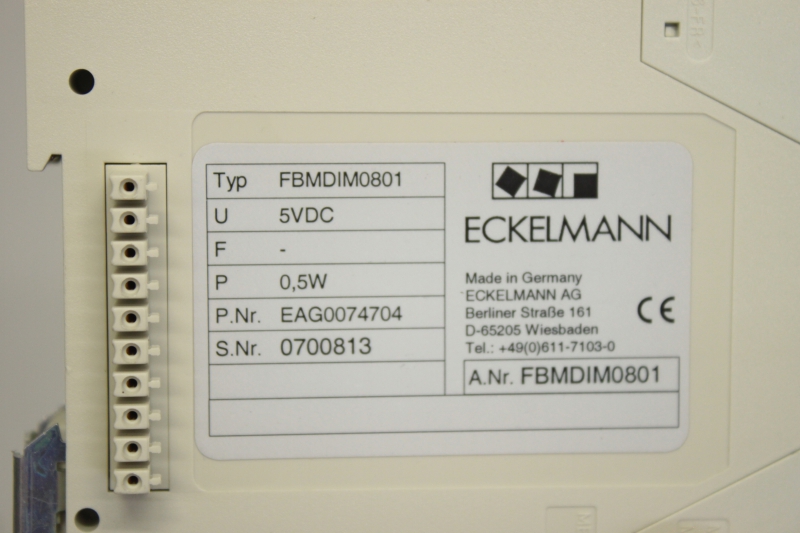 Typ FBMDIM0801
U 5VDC
F -
P 0,5W
P.Nr. EAG0074704
S.Nr. 0700813
ECKELMANN
Made in Germany
ECKELMANN AG
Berliner Straße 161
D-65205 Wiesbaden
Tel.: +49(0)611-7103-0
CE
A.Nr. FBMDIM0801